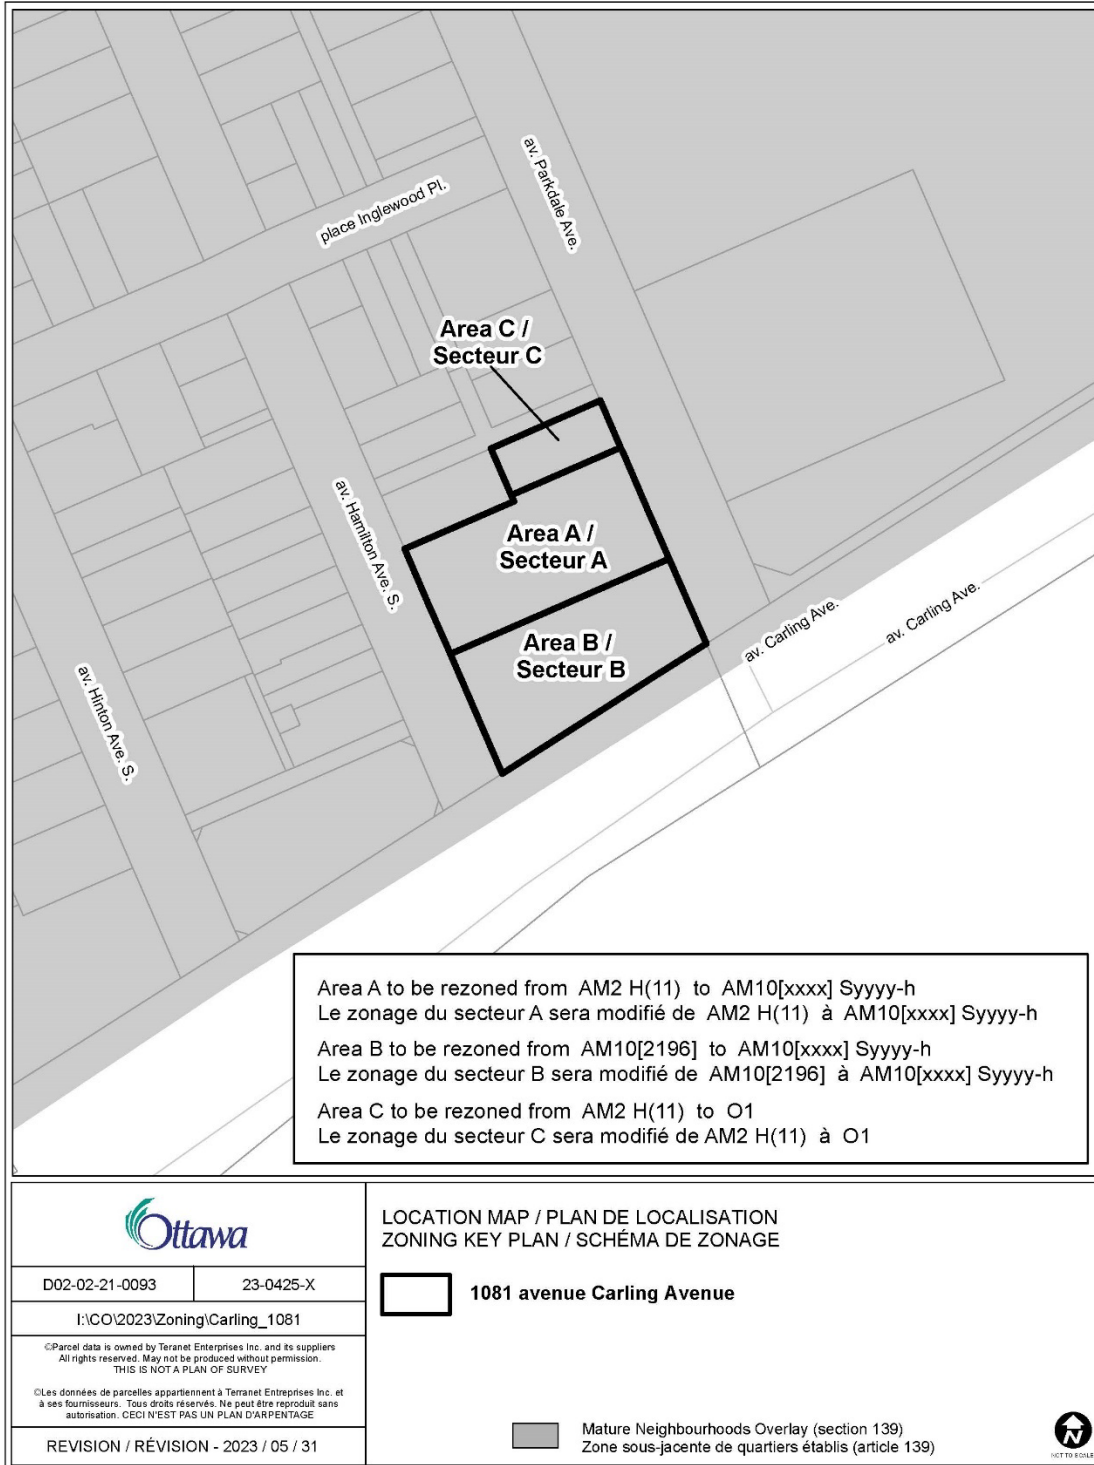 av. Parkdale Ave.
place Inglewood Pl.
Area C /
Secteur C
av. Hamilton Ave. S.
Area A /
Secteur A
Area B /
Secteur B
av. Carling Ave.
av. Carling Ave.
av. Hinton Ave. S.
Area A to be rezoned from AM2 H(11) to AM10[xxxx] Syyyy-h
Le zonage du secteur A sera modifié de AM2 H(11) à AM10[xxxx] Syyyy-h
Area B to be rezoned from AM10[2196] to AM10[xxxx] Syyyy-h
Le zonage du secteur B sera modifié de AM10[2196] à AM10[xxxx] Syyyy-h
Area C to be rezoned from AM2 H(11) to O1
Le zonage du secteur C sera modifié de AM2 H(11) à O1
Ottawa
D02-02-21-0093 23-0425-X
I:\CO\2023\Zoning\Carling_1081
©Parcel data is owned by Teranet Enterprises Inc. and its suppliers
All rights reserved. May not be produced without permission.
THIS IS NOT A PLAN OF SURVEY
©Les données de parcelles appartiennent à Terranet Entreprises Inc. et
à ses fournisseurs. Tous droits réservés. Ne peut être reproduit sans
autorisation. CECI N'EST PAS UN PLAN D'ARPENTAGE
REVISION / RÉVISION - 2023 / 05 / 31
LOCATION MAP / PLAN DE LOCALISATION
ZONING KEY PLAN / SCHÉMA DE ZONAGE
1081 avenue Carling Avenue
Mature Neighbourhoods Overlay (section 139)
Zone sous-jacente de quartiers établis (article 139)
N
NOT TO SCALE